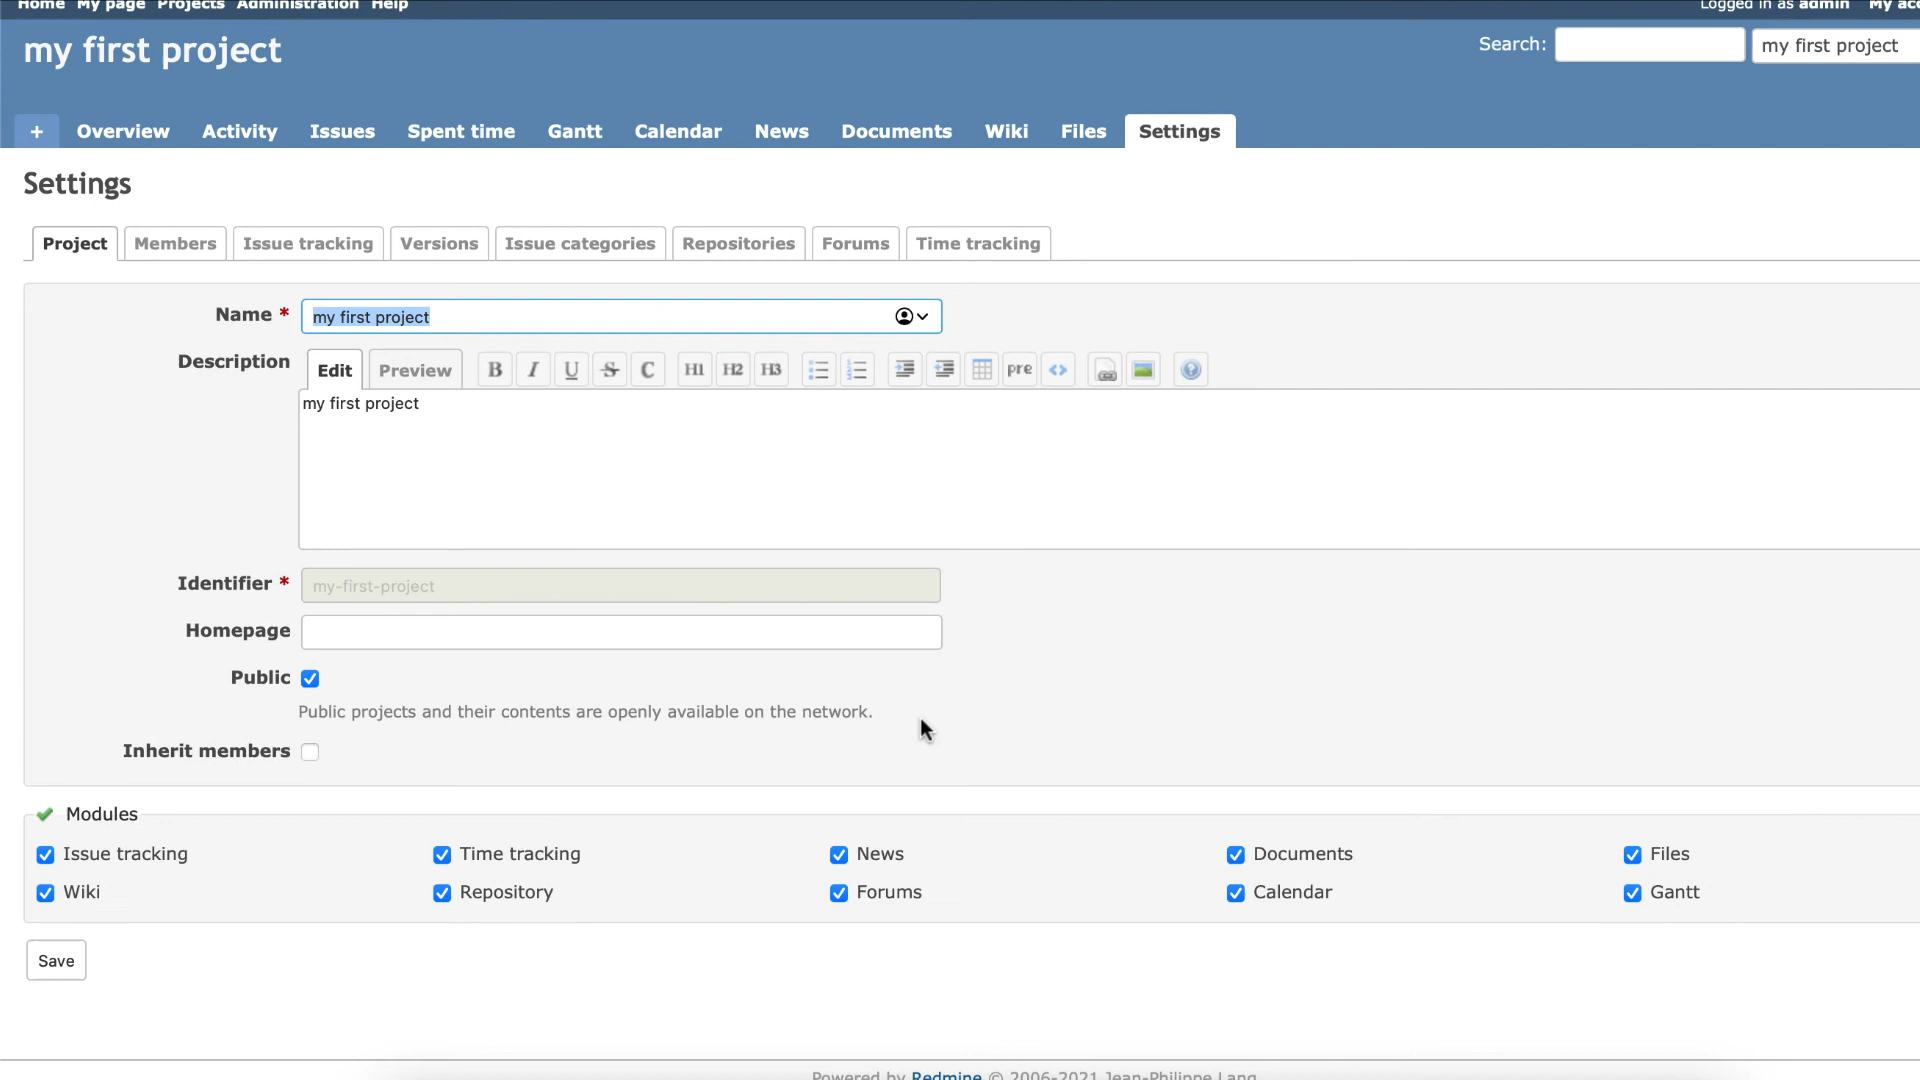 Home My page Projects Administration Help Logged in as admin
my first project Search: my first project
+ Overview Activity Issues Spent time Gantt Calendar News Documents Wiki Files Settings
Settings
Project Members Issue tracking Versions Issue categories Repositories Forums Time tracking
Name * my first project
Description Edit Preview B I U S C H1 H2 H3 pre <> ?
my first project
Identifier * my-first-project
Homepage
Public
Public projects and their contents are openly available on the network.
Inherit members
Modules
Issue tracking Time tracking News Documents Files
Wiki Repository Forums Calendar Gantt
Save
Powered by Redmine © 2006-2021 Jean-Philippe Lang